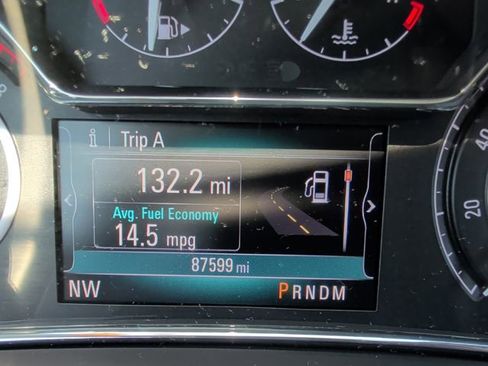 H
i Trip A
132.2 mi
Avg. Fuel Economy
14.5 mpg
87599 mi
NW PRNDM
40
20